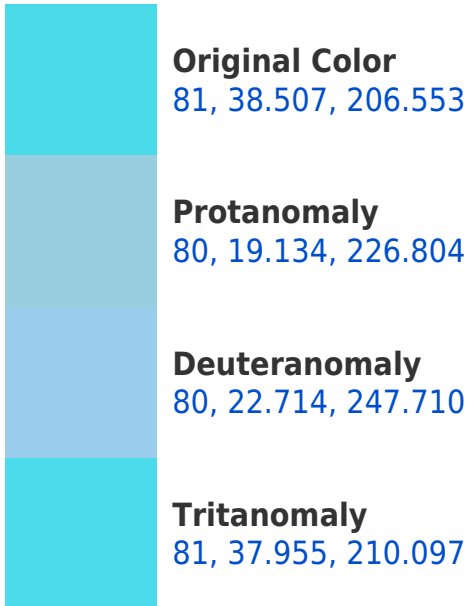 Original Color
81, 38.507, 206.553
Protanomaly
80, 19.134, 226.804
Deuteranomaly
80, 22.714, 247.710
Tritanomaly
81, 37.955, 210.097